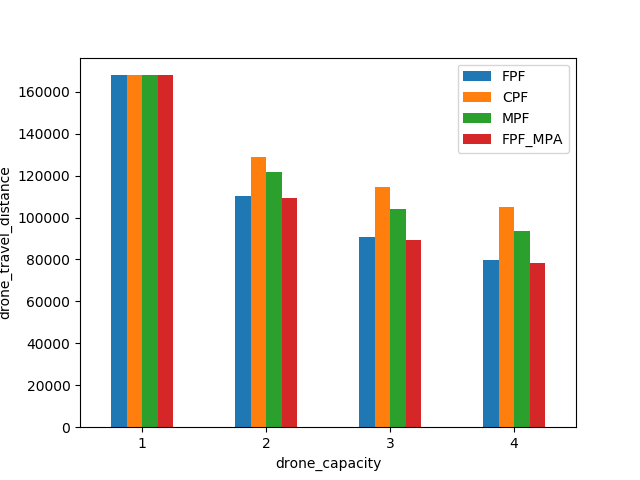 FPF
CPF
MPF
FPF_MPA
drone_travel_distance
160000
140000
120000
100000
80000
60000
40000
20000
0
1 2 3 4
drone_capacity